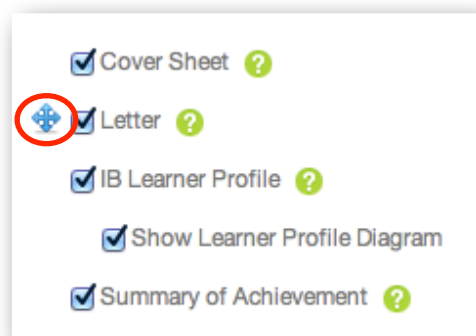 Cover Sheet ?
Letter ?
IB Learner Profile ?
Show Learner Profile Diagram
Summary of Achievement ?